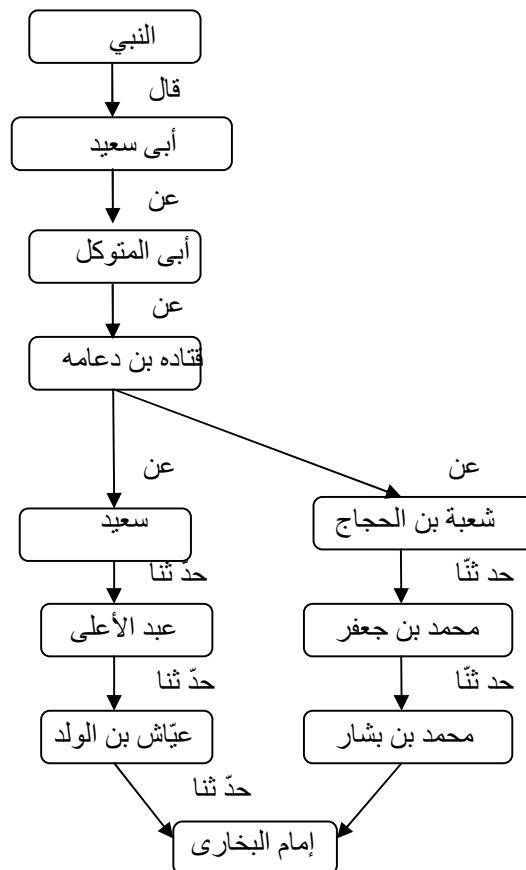 النبي
قال
أبى سعيد
عن
أبى المتوكل
عن
قتاده بن دعامه
عن
عن
شعبة بن الحجاج
سعيد
حد ثنّا
حدّ ثنا
محمد بن جعفر
عبد الأعلى
حد ثنّا
حدّ ثنا
محمد بن بشار
عيّاش بن الولد
حدّ ثنا
إمام البخارى